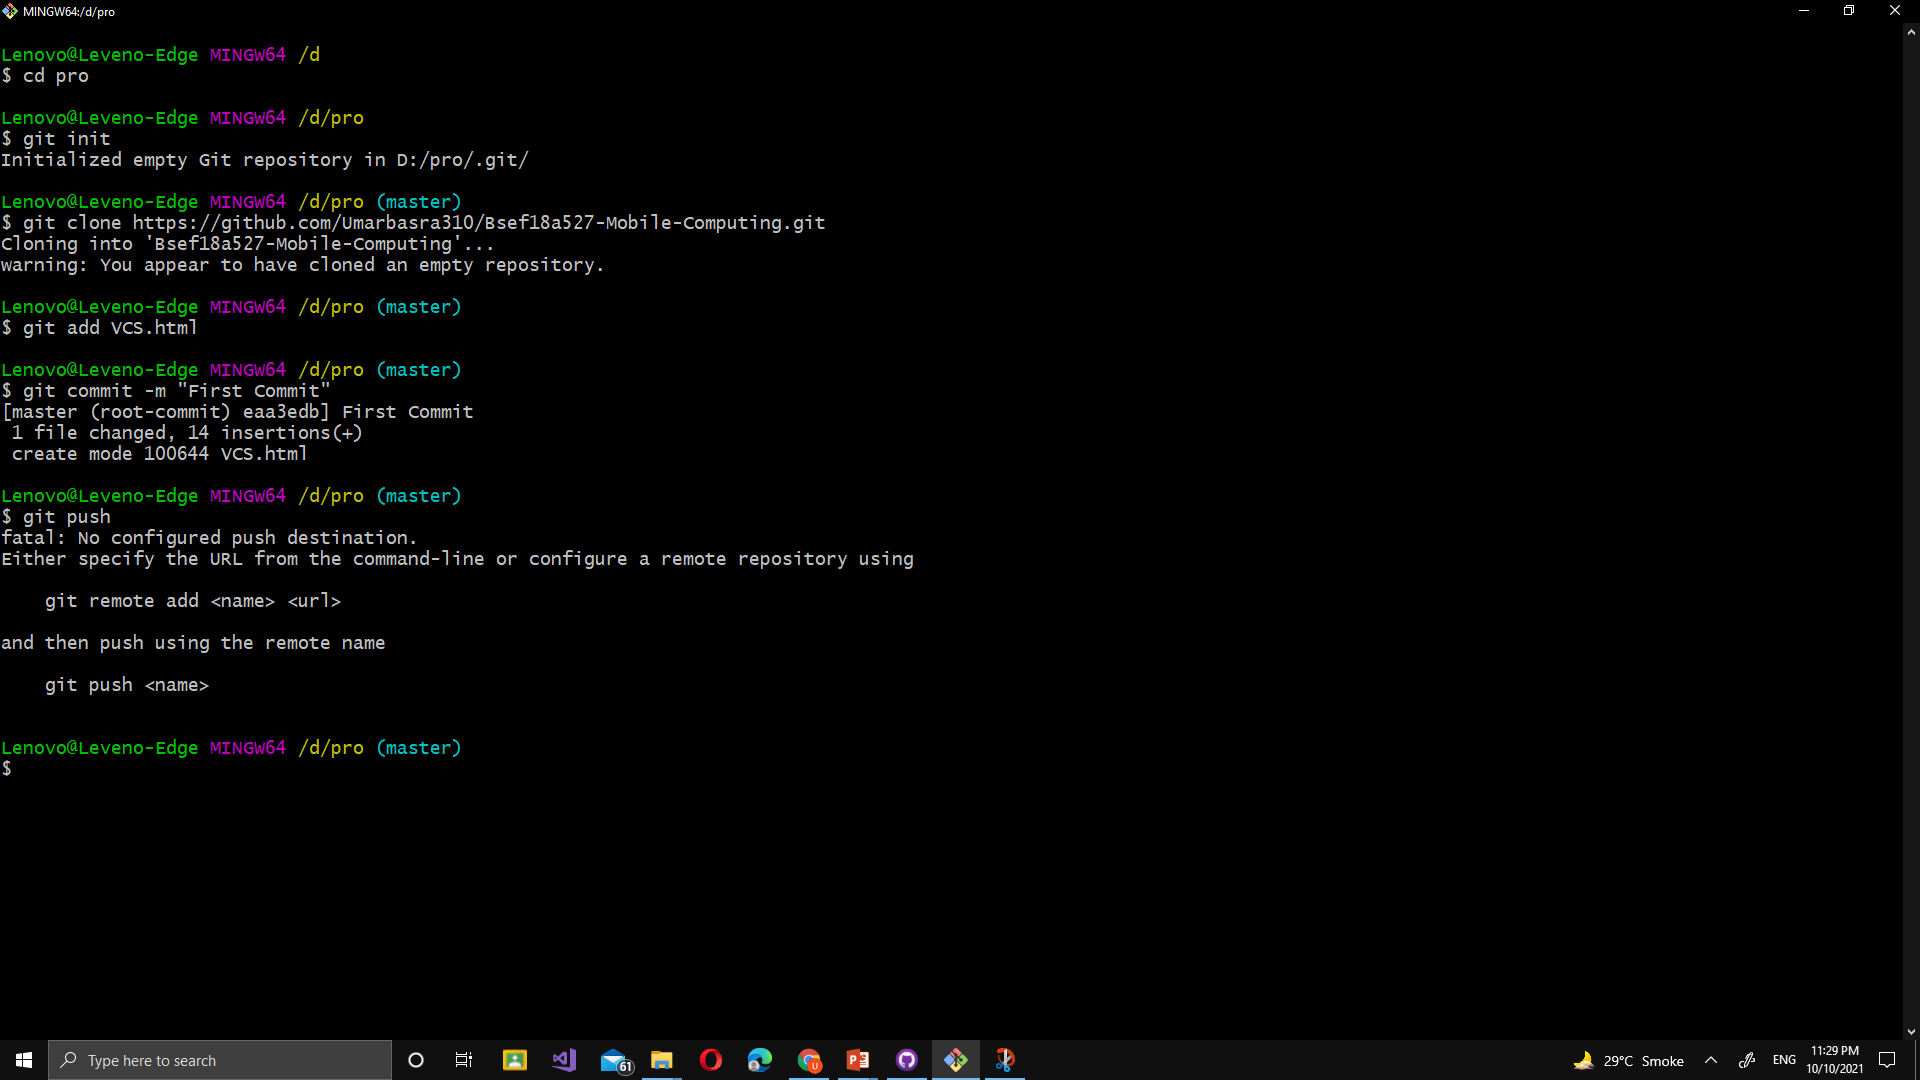 MINGW64:/d/pro
Lenovo@Leveno-Edge MINGW64 /d
$ cd pro
Lenovo@Leveno-Edge MINGW64 /d/pro
$ git init
Initialized empty Git repository in D:/pro/.git/
Lenovo@Leveno-Edge MINGW64 /d/pro (master)
$ git clone https://github.com/Umarbasra310/Bsef18a527-Mobile-Computing.git
Cloning into 'Bsef18a527-Mobile-Computing'...
warning: You appear to have cloned an empty repository.
Lenovo@Leveno-Edge MINGW64 /d/pro (master)
$ git add VCS.html
Lenovo@Leveno-Edge MINGW64 /d/pro (master)
$ git commit -m "First Commit"
[master (root-commit) eaa3edb] First Commit
 1 file changed, 14 insertions(+)
 create mode 100644 VCS.html
Lenovo@Leveno-Edge MINGW64 /d/pro (master)
$ git push
fatal: No configured push destination.
Either specify the URL from the command-line or configure a remote repository using
    git remote add <name> <url>
and then push using the remote name
    git push <name>
Lenovo@Leveno-Edge MINGW64 /d/pro (master)
$
Type here to search
61
29°C Smoke
ENG
11:29 PM
10/10/2021